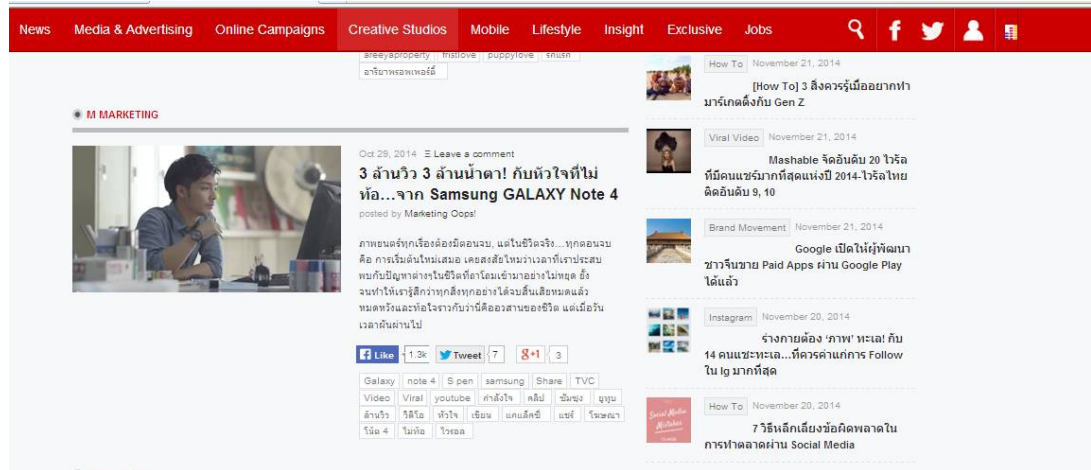 News Media & Advertising Online Campaigns Creative Studios Mobile Lifestyle Insight Exclusive Jobs
areeyaproperty fristlove puppylove รักแรก
อารียาพรอพเพอร์ตี้
M MARKETING
Oct 29, 2014 Leave a comment
3 ล้านวิว 3 ล้านน้ำตา! กับหัวใจที่ไม่
ท้อ…จาก Samsung GALAXY Note 4
posted by Marketing Oops!
ภาพยนตร์ทุกเรื่องต้องมีตอนจบ, แต่ในชีวิตจริง…ทุกตอนจบ
คือ การเริ่มต้นใหม่เสมอ เคยสงสัยไหมว่าเวลาที่เราประสบ
พบกับปัญหาต่างๆในชีวิตที่ถาโถมเข้ามาอย่างไม่หยุด ยั้ง
จนทำให้เรารู้สึกว่าทุกสิ่งทุกอย่างได้จบสิ้นเสียหมดแล้ว
หมดหวังและท้อใจราวกับว่านี่คืออวสานของชีวิต แต่เมื่อวัน
เวลาผันผ่านไป
Like 1.3k Tweet 7 g+1 3
Galaxy note 4 S pen samsung Share TVC
Video Viral youtube กำลังใจ คลิป ซัมซุง ยูทูบ
ล้านวิว วิดีโอ หัวใจ เขียน แกแล็คซี่ แชร์ โฆษณา
โน้ต 4 ไม่ท้อ ไวรอล
How To November 21, 2014
[How To] 3 สิ่งควรรู้เมื่ออยากทำ
มาร์เกตติ้งกับ Gen Z
Viral Video November 21, 2014
Mashable จัดอันดับ 20 ไวรัล
ที่มีคนแชร์มากที่สุดแห่งปี 2014-ไวรัลไทย
ติดอันดับ 9, 10
Brand Movement November 21, 2014
Google เปิดให้ผู้พัฒนา
ชาวจีนขาย Paid Apps ผ่าน Google Play
ได้แล้ว
Instagram November 20, 2014
ร่างกายต้อง ‘ภาพ’ ทะเล! กับ
14 คนแชะทะเล…ที่ควรค่าแก่การ Follow
ใน Ig มากที่สุด
Social Media
Mistakes
How To November 20, 2014
7 วิธีหลีกเลี่ยงข้อผิดพลาดใน
การทำตลาดผ่าน Social Media